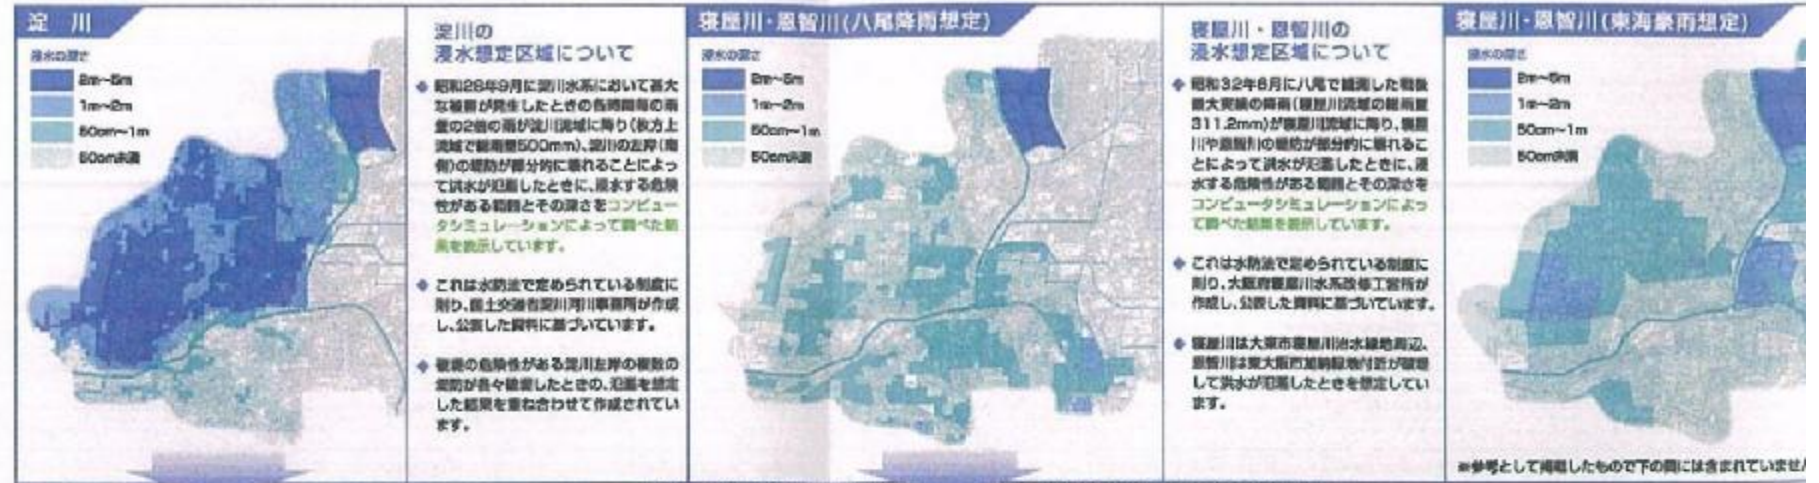 淀　川
浸水の深さ
2m〜5m
1m〜2m
50cm〜1m
50cm未満
淀川の
浸水想定区域について
◆ 昭和28年9月に淀川水系において甚大
な被害が発生したときの各時間毎の雨
量の2倍の雨が淀川流域に降り(枚方上
流域で総雨量500mm)、淀川の左岸(南
側)の堤防が部分的に壊れることによっ
て洪水が氾濫したときに、浸水する危険
性がある範囲とその深さをコンピュー
タシミュレーションによって調べた結
果を表示しています。
◆ これは水防法で定められている制度に
則り、国土交通省淀川河川事務所が作成
し、公表した資料に基づいています。
◆ 破堤の危険性がある淀川左岸の複数の
堤防が各々破堤したときの、氾濫を想定
した結果を重ね合わせて作成されてい
ます。
寝屋川・恩智川(八尾降雨想定)
浸水の深さ
2m〜5m
1m〜2m
50cm〜1m
50cm未満
寝屋川・恩智川の
浸水想定区域について
◆ 昭和32年6月に八尾で観測した戦後
最大実績の降雨(寝屋川流域の総雨量
311.2mm)が寝屋川流域に降り、寝屋
川や恩智川の堤防が部分的に壊れるこ
とによって洪水が氾濫したときに、浸
水する危険性がある範囲とその深さを
コンピュータシミュレーションによっ
て調べた結果を表示しています。
◆ これは水防法で定められている制度に
則り、大阪府寝屋川水系改修工営所が
作成し、公表した資料に基づいています。
◆ 寝屋川は大東市寝屋川治水緑地周辺、
恩智川は東大阪市加納緑地付近が破堤
して洪水が氾濫したときを想定してい
ます。
寝屋川・恩智川(東海豪雨想定)
浸水の深さ
2m〜5m
1m〜2m
50cm〜1m
50cm未満
※参考として掲載したもので下の図には含まれていませ